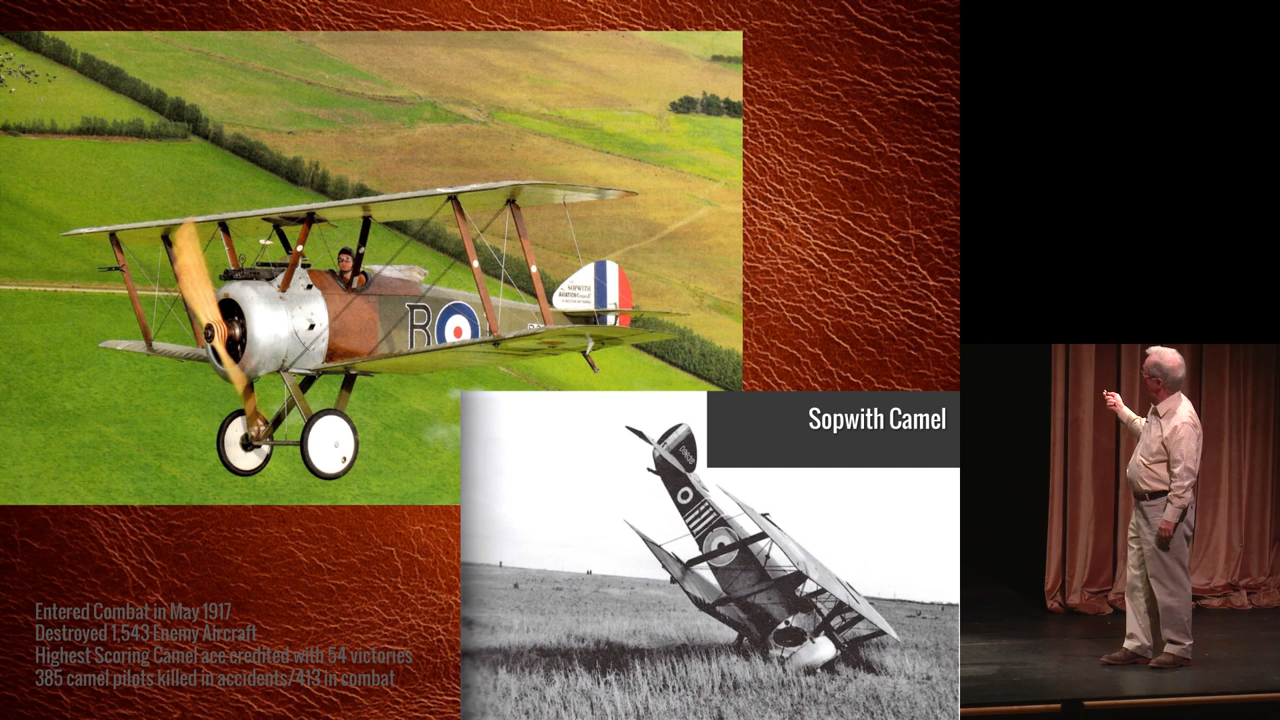 SOPWITH
B
Sopwith Camel
Entered Combat in May 1917
Destroyed 1,543 Enemy Aircraft
Highest Scoring Camel ace credited with 54 victories
385 camel pilots killed in accidents/413 in combat